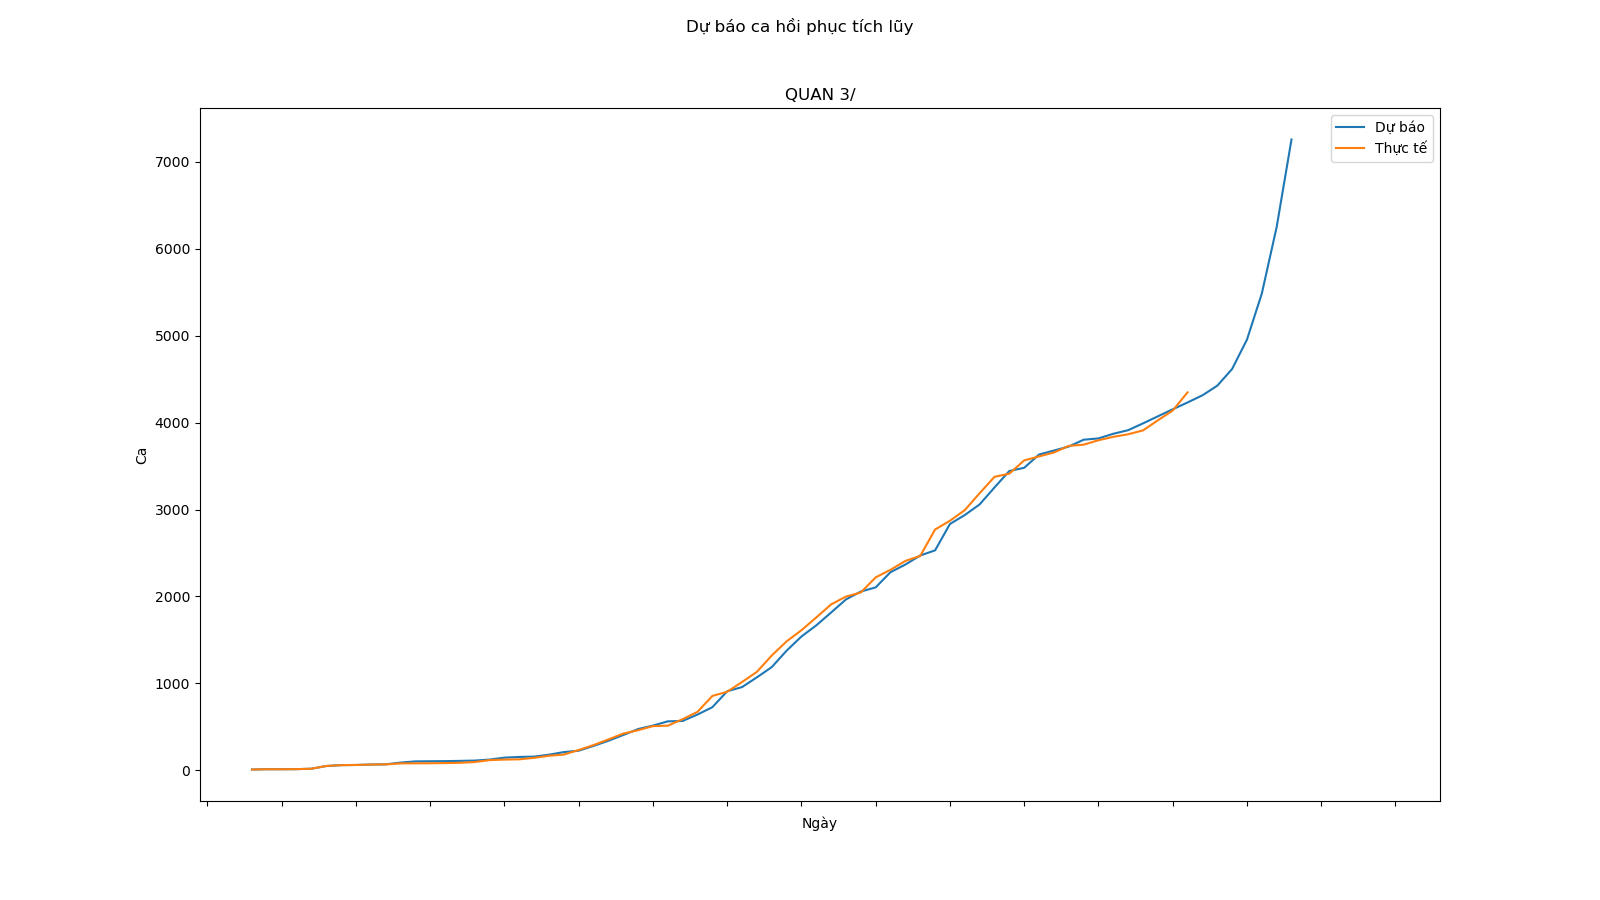 Dự báo ca hồi phục tích lũy
QUAN 3/
Dự báo
Thực tế
7000
6000
5000
4000
3000
2000
1000
0
Ca
Ngày